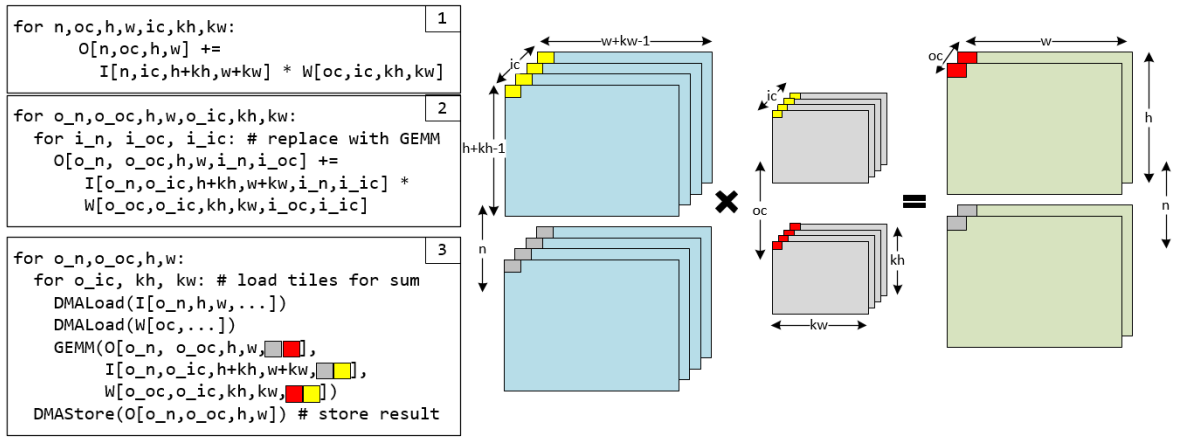 1
for n,oc,h,w,ic,kh,kw:
O[n,oc,h,w] +=
I[n,ic,h+kh,w+kw] * W[oc,ic,kh,kw]
2
for o_n,o_oc,h,w,o_ic,kh,kw:
for i_n, i_oc, i_ic: # replace with GEMM
O[o_n, o_oc,h,w,i_n,i_oc] +=
I[o_n,o_ic,h+kh,w+kw,i_n,i_ic] *
W[o_oc,o_ic,kh,kw,i_oc,i_ic]
3
for o_n,o_oc,h,w:
for o_ic, kh, kw: # load tiles for sum
DMALoad(I[o_n,h,w,...])
DMALoad(W[oc,...])
GEMM(O[o_n, o_oc,h,w,],
I[o_n,o_ic,h+kh,w+kw,],
W[o_oc,o_ic,kh,kw,])
DMAStore(O[o_n,o_oc,h,w]) # store result
w+kw-1
ic
h+kh-1
n
ic
oc
kh
kw
oc
w
h
n